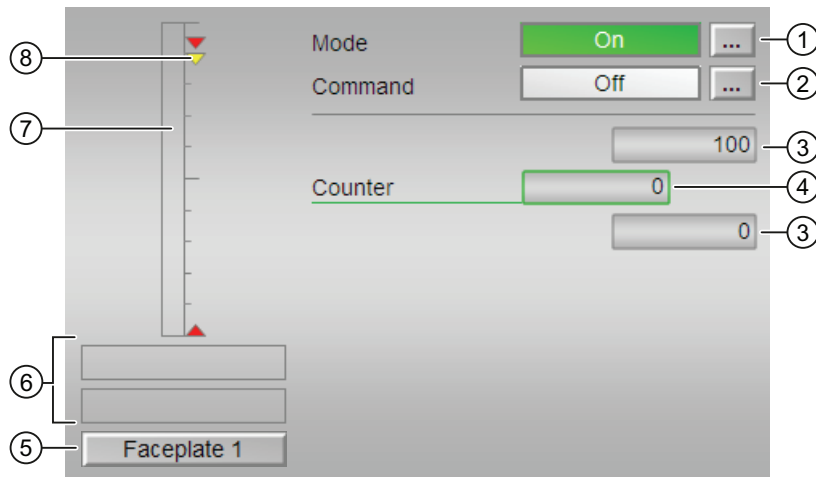 Mode On ... ①
Command Off ... ②
100 ③
Counter 0 ④
0 ③
⑧
⑦
⑥
⑤ Faceplate 1